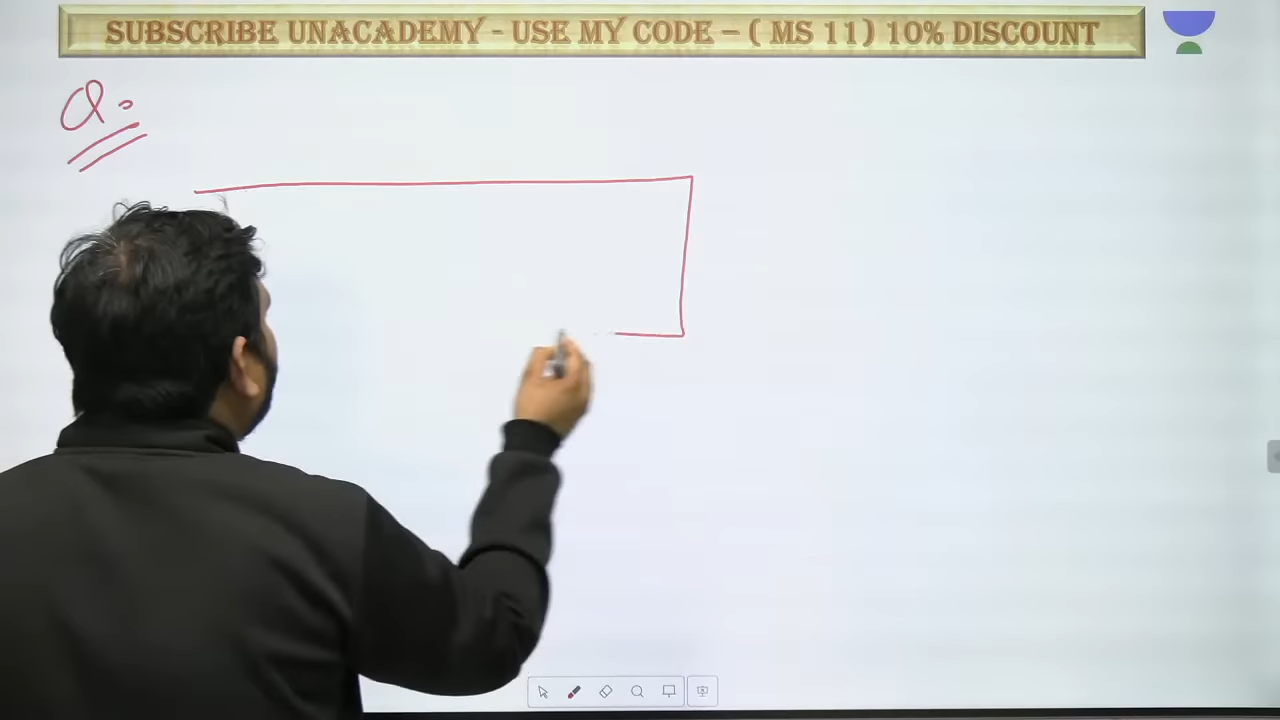 SUBSCRIBE UNACADEMY - USE MY CODE – ( MS 11 ) 10% DISCOUNT
Q.